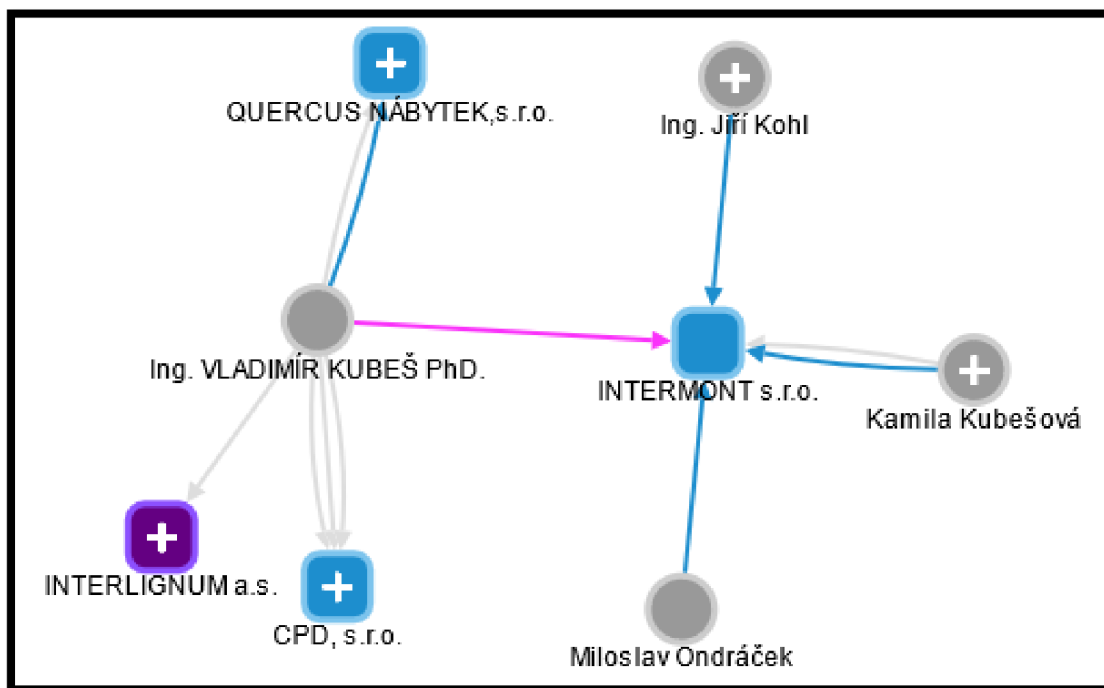 QUERCUS NÁBYTEK,s.r.o.
Ing. Jiří Kohl
Ing. VLADIMÍR KUBEŠ PhD.
INTERMONT s.r.o.
Kamila Kubešová
INTERLIGNUM a.s.
CPD, s.r.o.
Miloslav Ondráček